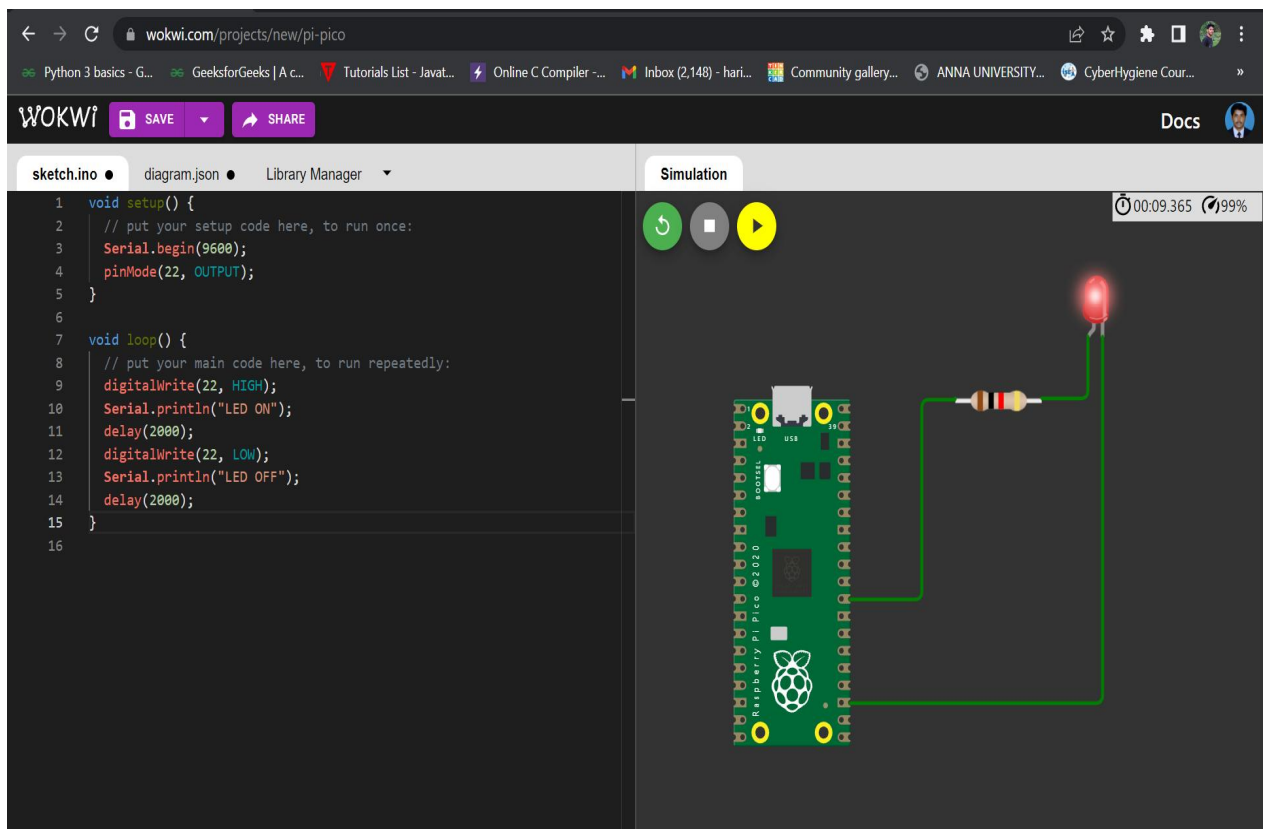 wokwi.com/projects/new/pi-pico
Python 3 basics - G... GeeksforGeeks | A c... Tutorials List - Javat... Online C Compiler -... Inbox (2,148) - hari... Community gallery... ANNA UNIVERSITY... CyberHygiene Cour... »
WOKWi SAVE SHARE Docs
sketch.ino ● diagram.json ● Library Manager
1 void setup() {
2 // put your setup code here, to run once:
3 Serial.begin(9600);
4 pinMode(22, OUTPUT);
5 }
6
7 void loop() {
8 // put your main code here, to run repeatedly:
9 digitalWrite(22, HIGH);
10 Serial.println("LED ON");
11 delay(2000);
12 digitalWrite(22, LOW);
13 Serial.println("LED OFF");
14 delay(2000);
15 }
16
Simulation
00:09.365 99%
1
2 39
LED USB
BOOTSEL
Raspberry Pi Pico ©2020